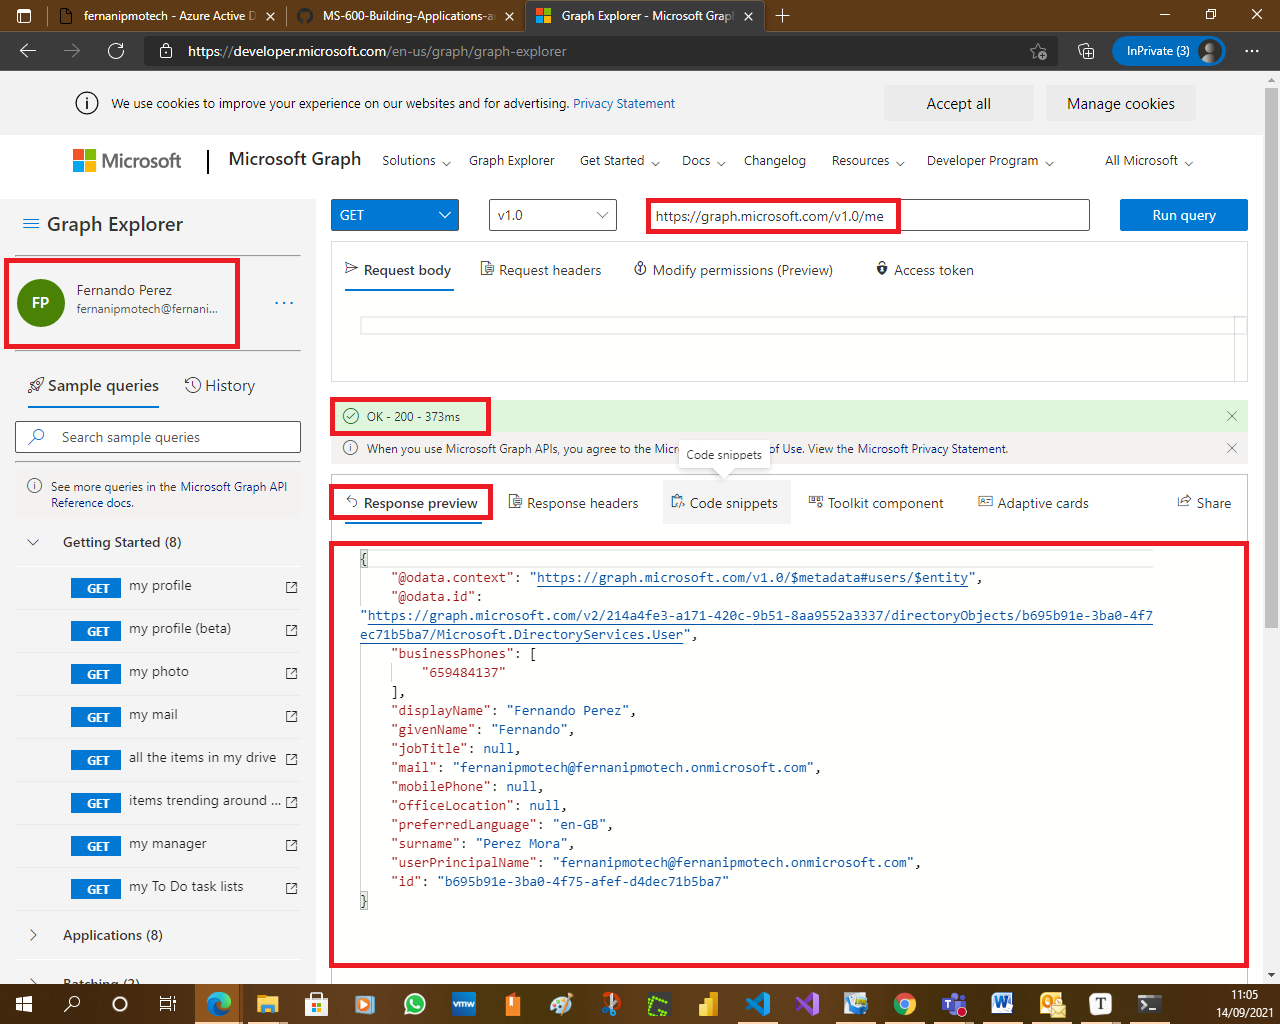 fernanipmotech - Azure Active D
MS-600-Building-Applications-a
Graph Explorer - Microsoft Grap
https://developer.microsoft.com/en-us/graph/graph-explorer
InPrivate (3)
We use cookies to improve your experience on our websites and for advertising. Privacy Statement
Accept all
Manage cookies
Microsoft
Microsoft Graph
Solutions
Graph Explorer
Get Started
Docs
Changelog
Resources
Developer Program
All Microsoft
Graph Explorer
GET
v1.0
https://graph.microsoft.com/v1.0/me
Run query
FP
Fernando Perez
fernanipmotech@fernani...
...
Request body
Request headers
Modify permissions (Preview)
Access token
Sample queries
History
Search sample queries
See more queries in the Microsoft Graph API
Reference docs.
OK - 200 - 373ms
When you use Microsoft Graph APIs, you agree to the Micro of Use. View the Microsoft Privacy Statement.
Code snippets
Response preview
Response headers
Code snippets
Toolkit component
Adaptive cards
Share
Getting Started (8)
GET my profile
GET my profile (beta)
GET my photo
GET my mail
GET all the items in my drive
GET items trending around ...
GET my manager
GET my To Do task lists
Applications (8)
Batching (2)
{
"@odata.context": "https://graph.microsoft.com/v1.0/$metadata#users/$entity",
"@odata.id":
"https://graph.microsoft.com/v2/214a4fe3-a171-420c-9b51-8aa9552a3337/directoryObjects/b695b91e-3ba0-4f7
ec71b5ba7/Microsoft.DirectoryServices.User",
"businessPhones": [
"659484137"
],
"displayName": "Fernando Perez",
"givenName": "Fernando",
"jobTitle": null,
"mail": "fernanipmotech@fernanipmotech.onmicrosoft.com",
"mobilePhone": null,
"officeLocation": null,
"preferredLanguage": "en-GB",
"surname": "Perez Mora",
"userPrincipalName": "fernanipmotech@fernanipmotech.onmicrosoft.com",
"id": "b695b91e-3ba0-4f75-afef-d4dec71b5ba7"
}
vmw
T
11:05
14/09/2021